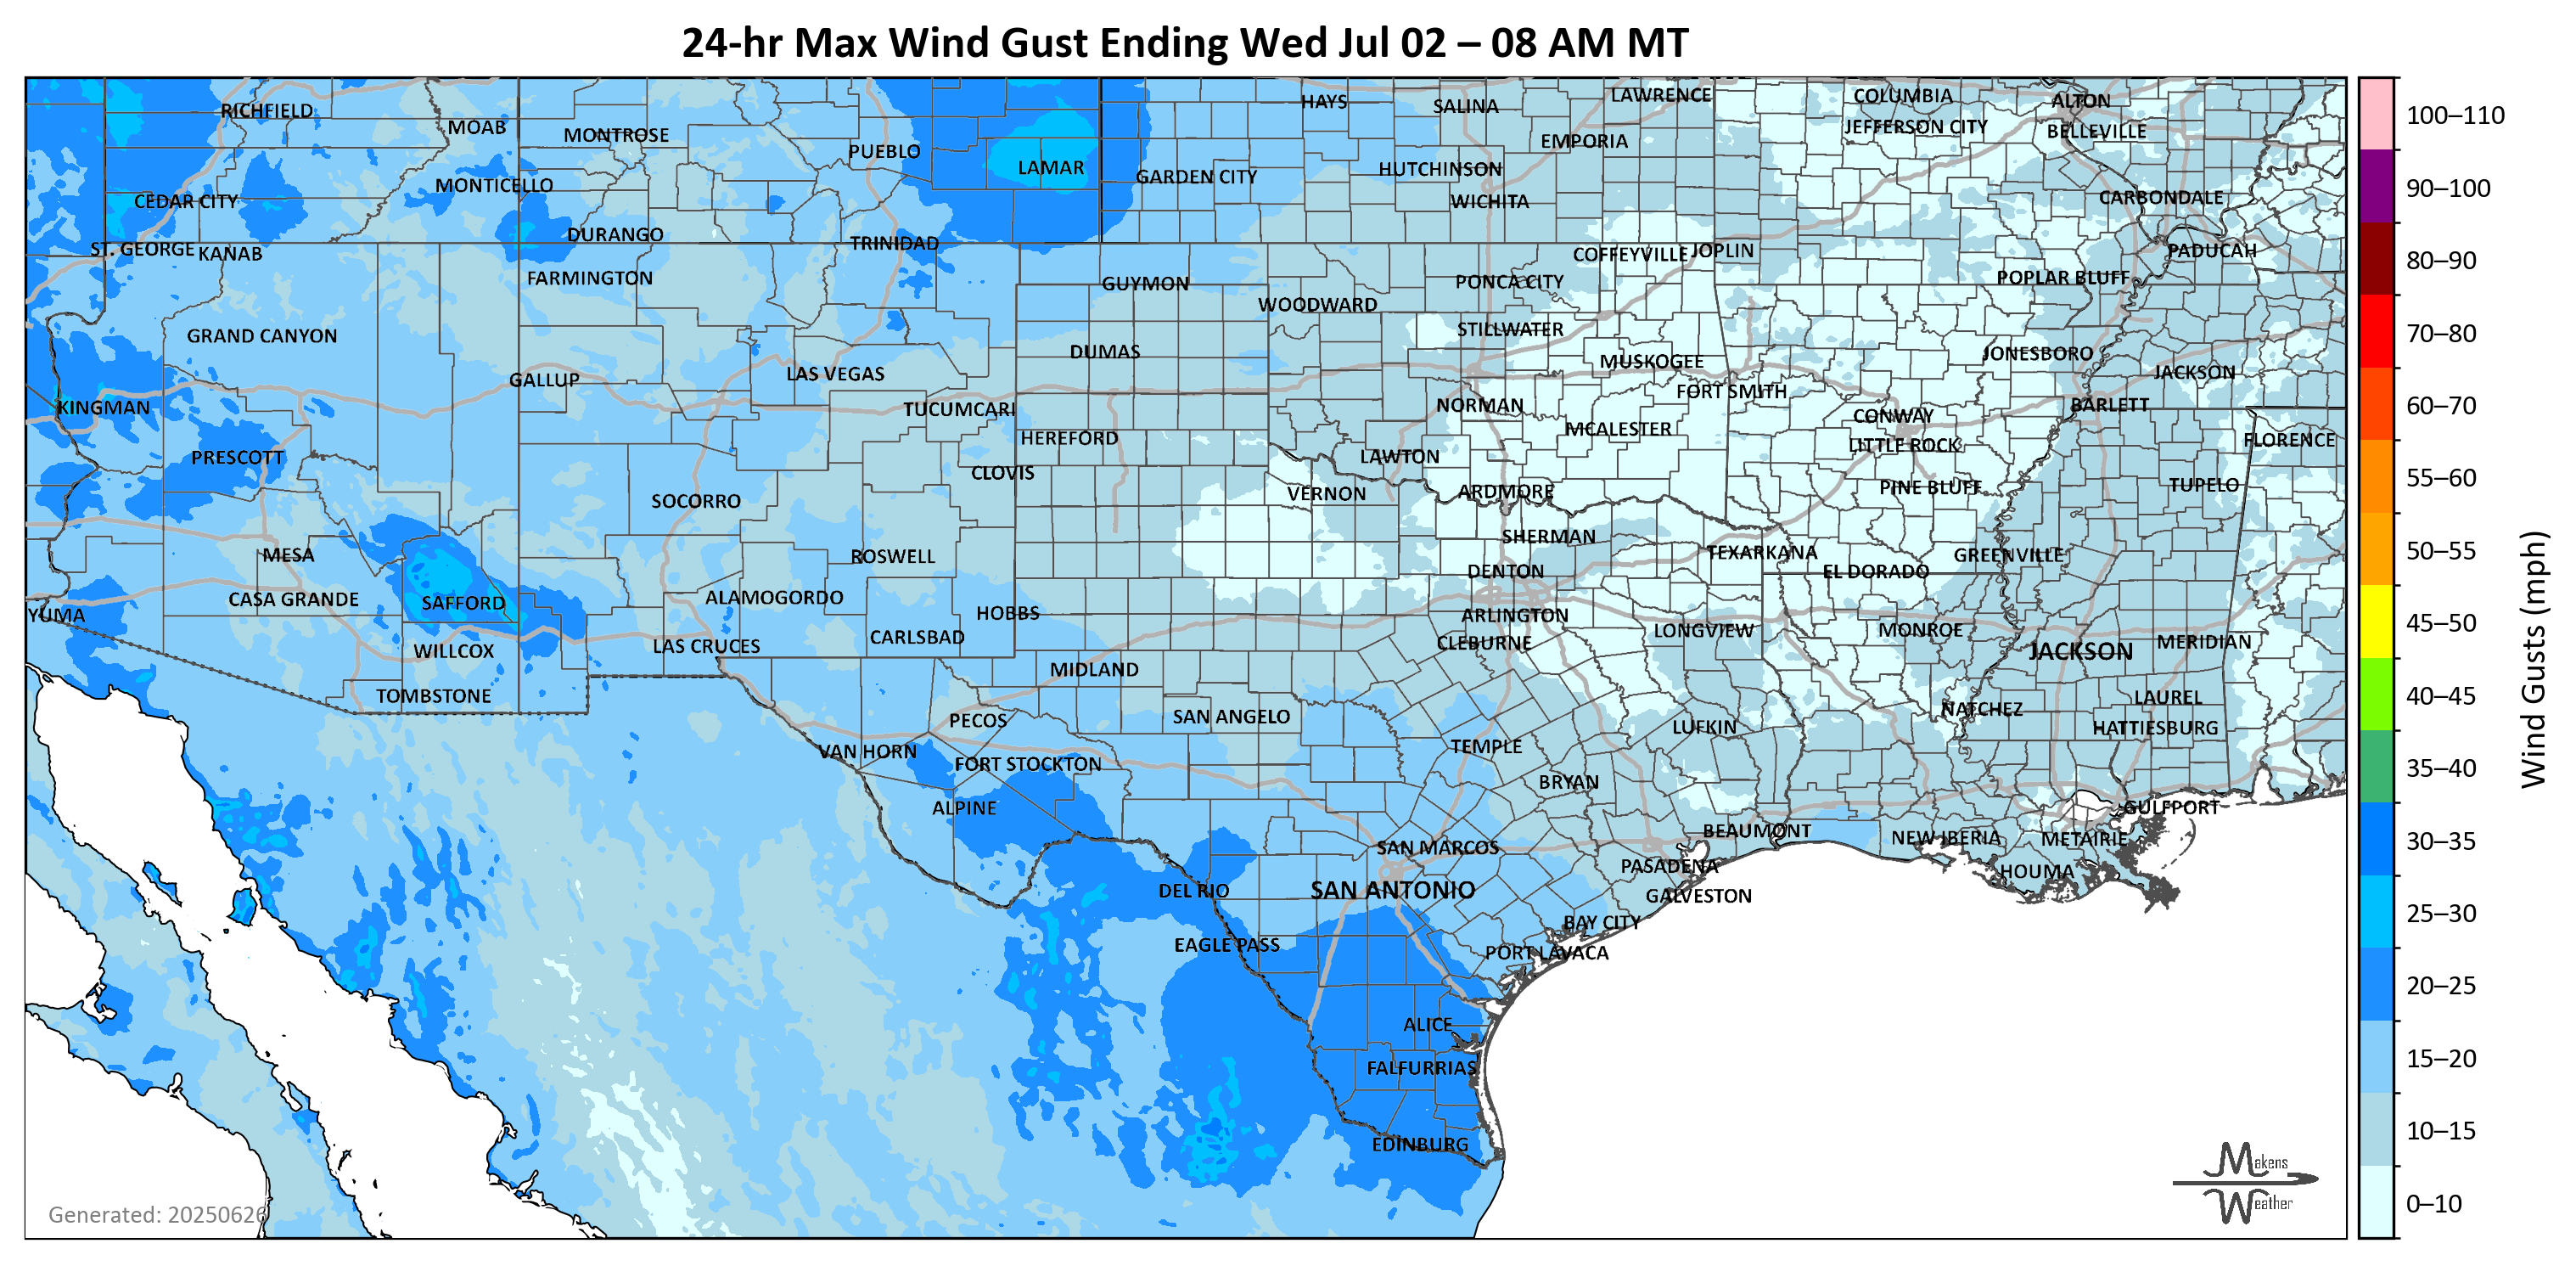 24-hr Max Wind Gust Ending Wed Jul 02 – 08 AM MT
RICHFIELD
MOAB
MONTROSE
PUEBLO
LAMAR
HAYS
SALINA
LAWRENCE
COLUMBIA
ALTON
JEFFERSON CITY
BELLEVILLE
EMPORIA
GARDEN CITY
HUTCHINSON
MONTICELLO
CEDAR CITY
WICHITA
CARBONDALE
ST. GEORGE
KANAB
DURANGO
TRINIDAD
COFFEYVILLE
JOPLIN
PADUCAH
FARMINGTON
GUYMON
PONCA CITY
POPLAR BLUFF
WOODWARD
GRAND CANYON
STILLWATER
DUMAS
MUSKOGEE
JONESBORO
GALLUP
LAS VEGAS
JACKSON
FORT SMITH
KINGMAN
TUCUMCARI
NORMAN
CONWAY
BARLETT
HEREFORD
MCALESTER
LITTLE ROCK
FLORENCE
PRESCOTT
LAWTON
CLOVIS
VERNON
ARDMORE
PINE BLUFF
TUPELO
SOCORRO
SHERMAN
MESA
ROSWELL
TEXARKANA
GREENVILLE
DENTON
EL DORADO
CASA GRANDE
SAFFORD
ALAMOGORDO
HOBBS
YUMA
ARLINGTON
LAS CRUCES
CARLSBAD
CLEBURNE
LONGVIEW
MONROE
JACKSON
MERIDIAN
WILLCOX
MIDLAND
TOMBSTONE
LAUREL
PECOS
SAN ANGELO
NATCHEZ
LUFKIN
HATTIESBURG
VAN HORN
FORT STOCKTON
TEMPLE
BRYAN
ALPINE
GULFPORT
BEAUMONT
NEW IBERIA
METAIRIE
SAN MARCOS
PASADENA
HOUMA
DEL RIO
SAN ANTONIO
GALVESTON
BAY CITY
EAGLE PASS
PORT LAVACA
ALICE
FALFURRIAS
EDINBURG
Generated: 20250626
Makens
Weather
100–110
90–100
80–90
70–80
60–70
55–60
50–55
45–50
40–45
35–40
30–35
25–30
20–25
15–20
10–15
0–10
Wind Gusts (mph)